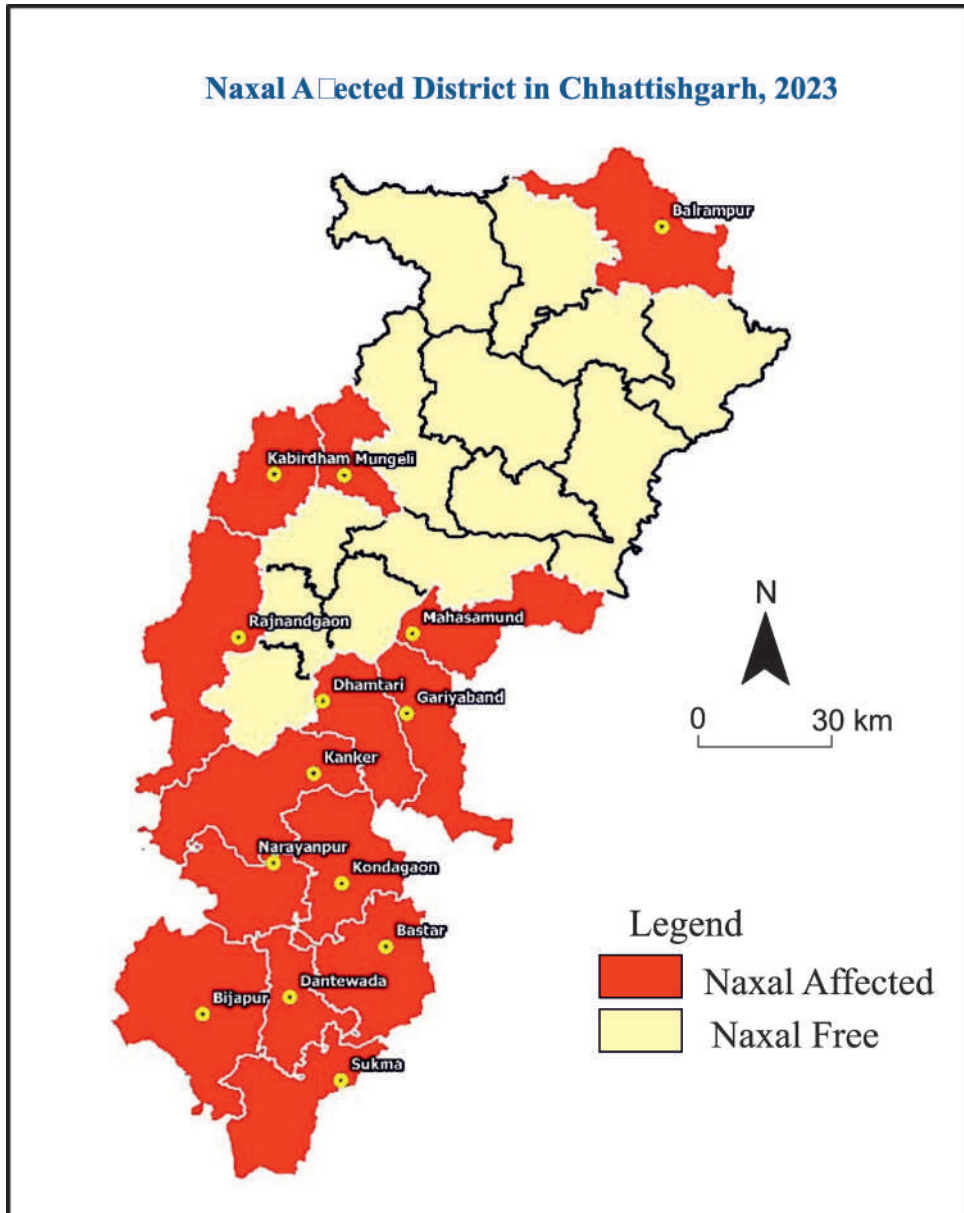 Naxal A□ected District in Chhattishgarh, 2023
Balrampur
Kabirdham Mungeli
Rajnandgaon
Mahasamund
Dhamtari
Gariyaband
Kanker
Narayanpur
Kondagaon
Bastar
Dantewada
Bijapur
Sukma
N
0 30 km
Legend
Naxal Affected
Naxal Free